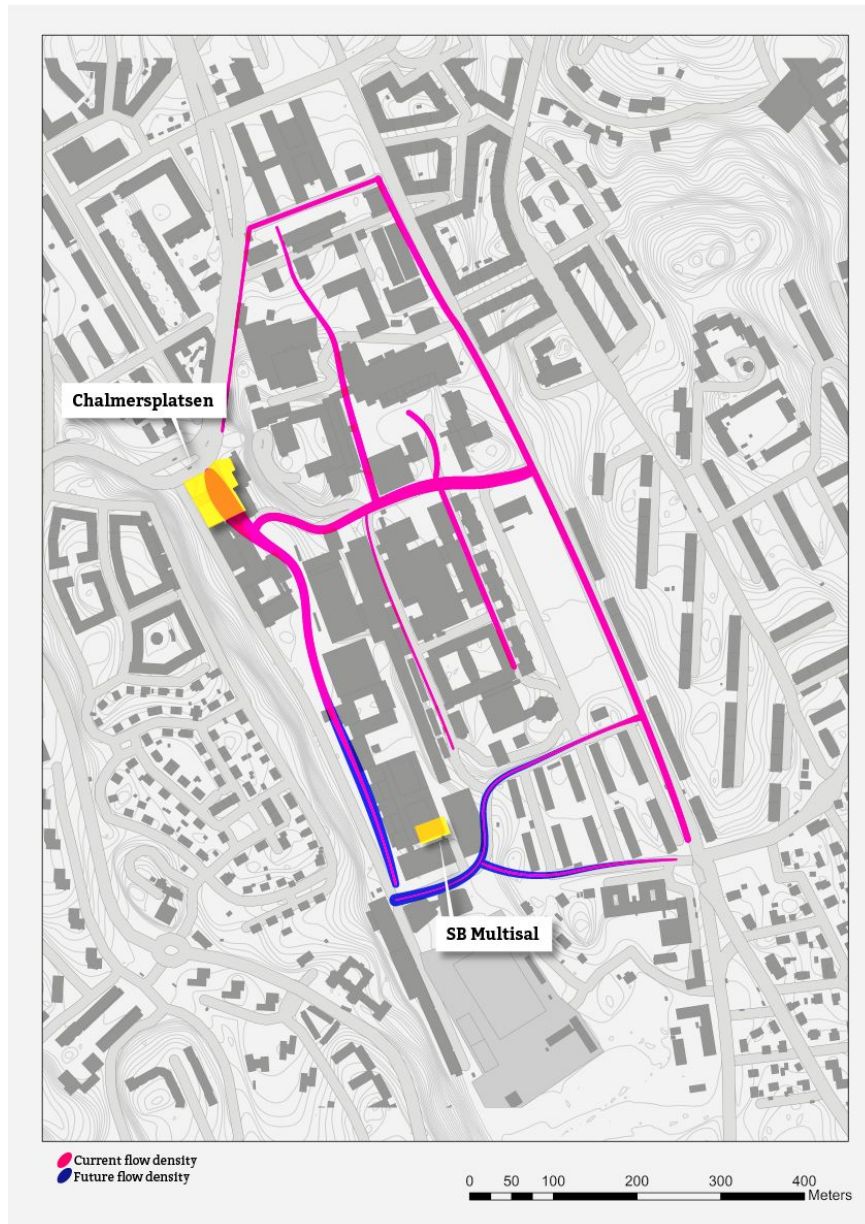 Chalmersplatsen
SB Multisal
Current flow density
Future flow density
0 50 100 200 300 400
Meters